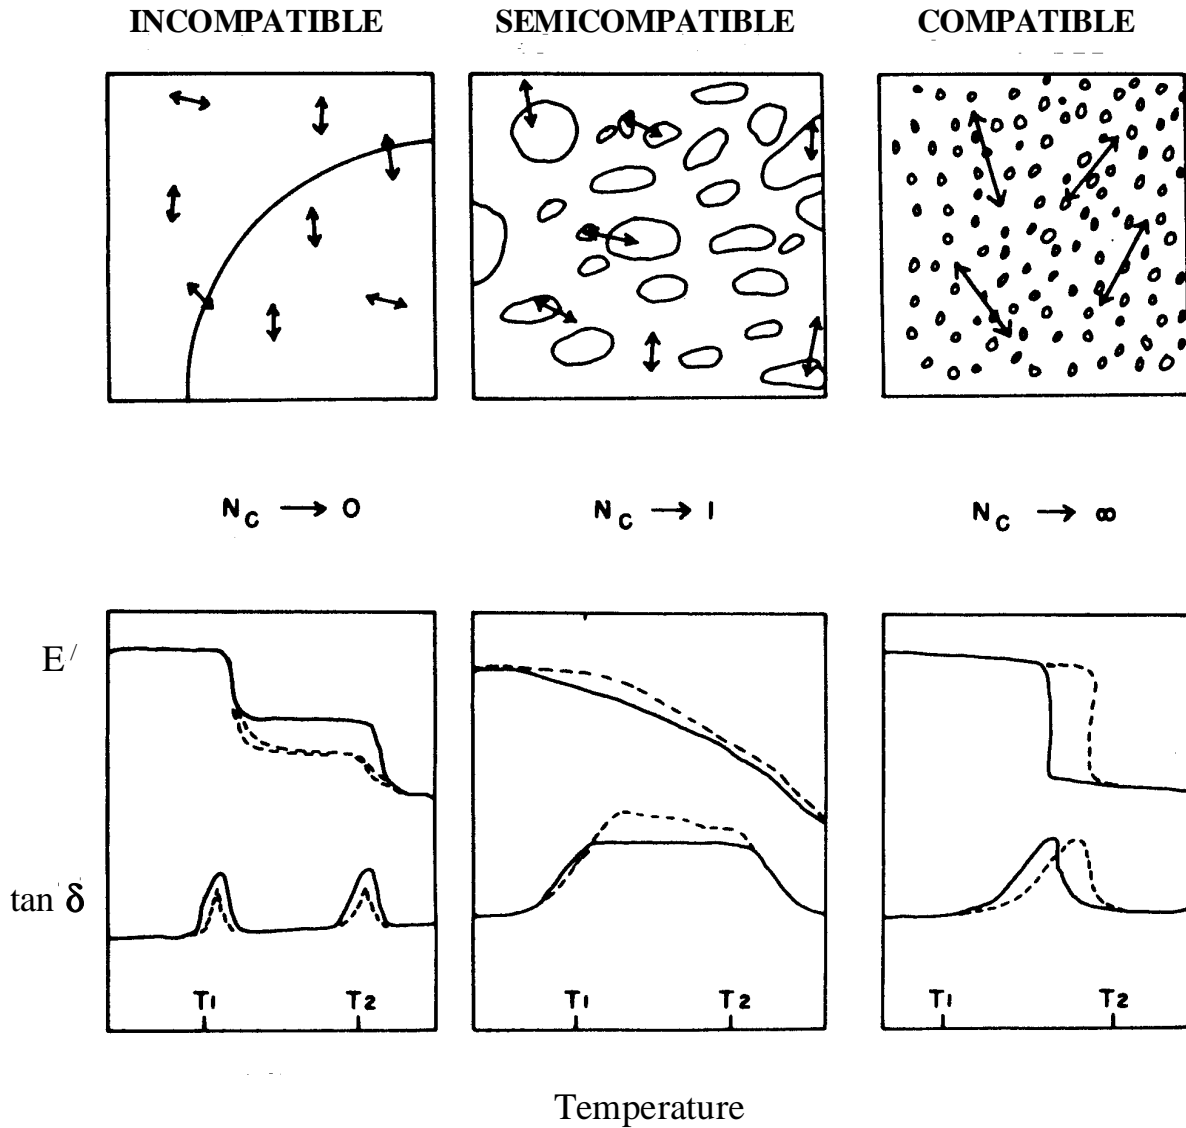 INCOMPATIBLE SEMICOMPATIBLE COMPATIBLE
N_C → 0 N_C → 1 N_C → ∞
E′
tan δ
T1 T2 T1 T2 T1 T2
Temperature